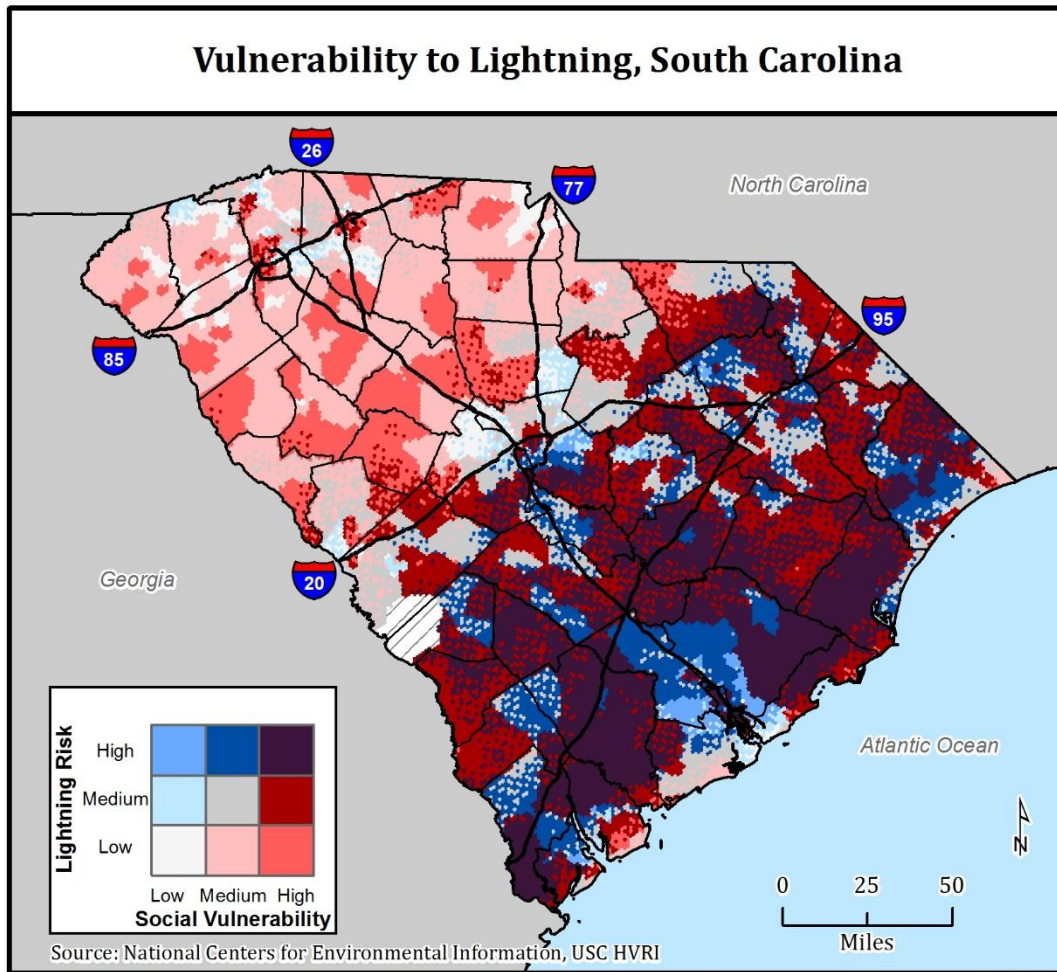 Vulnerability to Lightning, South Carolina
26
77
North Carolina
95
85
20
Georgia
Atlantic Ocean
Lightning Risk
High
Medium
Low
Low Medium High
Social Vulnerability
N
0 25 50
Miles
Source: National Centers for Environmental Information, USC HVRI